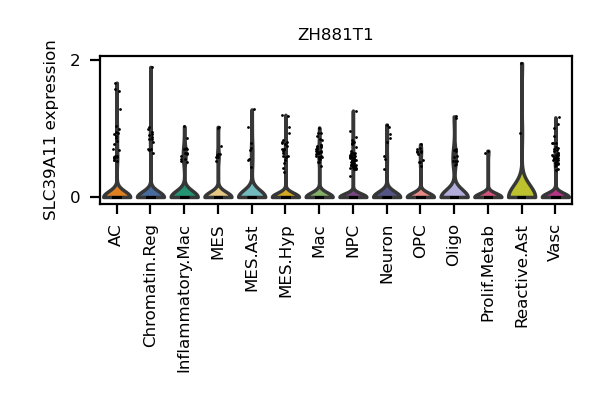 ZH881T1
SLC39A11 expression
2
0
AC
Chromatin.Reg
Inflammatory.Mac
MES
MES.Ast
MES.Hyp
Mac
NPC
Neuron
OPC
Oligo
Prolif.Metab
Reactive.Ast
Vasc